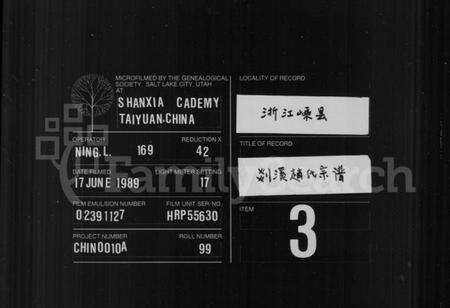 MICROFILMED BY THE GENEALOGICAL
SOCIETY, SALT LAKE CITY, UTAH
AT
SHANXIA CADEMY
TAIYUAN.CHINA
OPERATOR
REDUCTION X
NING.L. 169 42
DATE FILMED
LIGHT METER SETTING
17 JUNE 1989 17
FILM EMULSION NUMBER
FILM UNIT SER. NO.
02391127 HRP55630
PROJECT NUMBER
ROLL NUMBER
CHIN0010A 99
LOCALITY OF RECORD
浙江嵊县
TITLE OF RECORD
剡溪趙氏宗谱
ITEM
3
FamilySearch